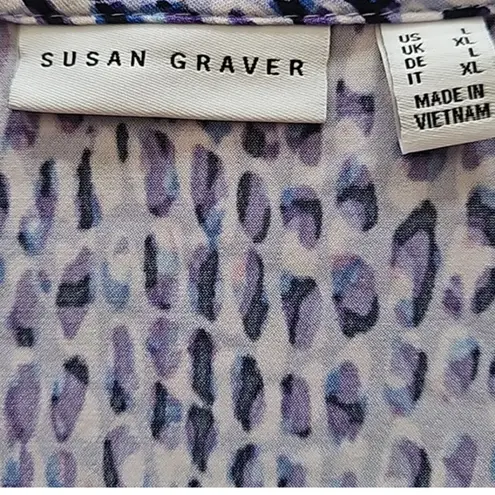 SUSAN GRAVER
US L
UK XL
DE L
IT XL
MADE IN
VIETNAM